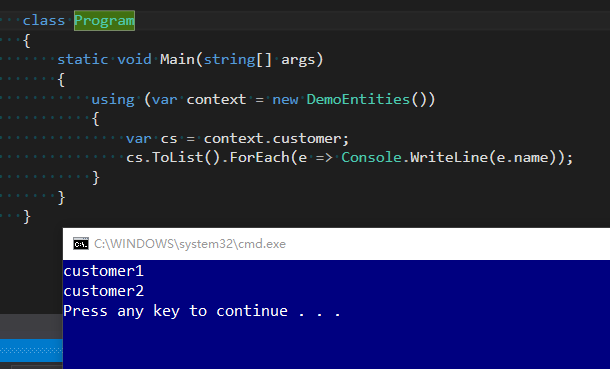 class Program
{
static void Main(string[] args)
{
using (var context = new DemoEntities())
{
var cs = context.customer;
cs.ToList().ForEach(e => Console.WriteLine(e.name));
}
}
}
C:\WINDOWS\system32\cmd.exe
customer1
customer2
Press any key to continue . . .